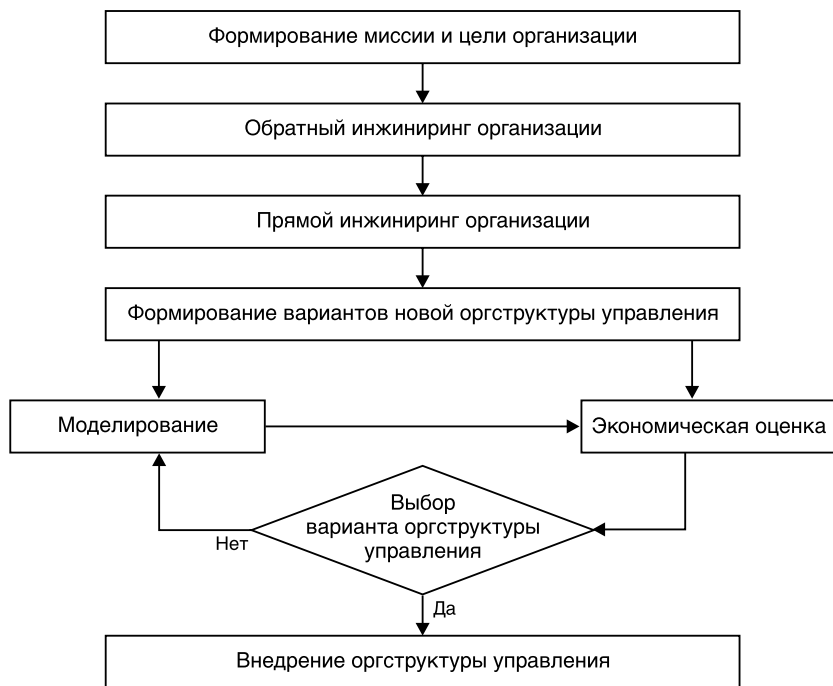 Формирование миссии и цели организации
Обратный инжиниринг организации
Прямой инжиниринг организации
Формирование вариантов новой оргструктуры управления
Моделирование
Экономическая оценка
Выбор
варианта оргструктуры
управления
Нет
Да
Внедрение оргструктуры управления